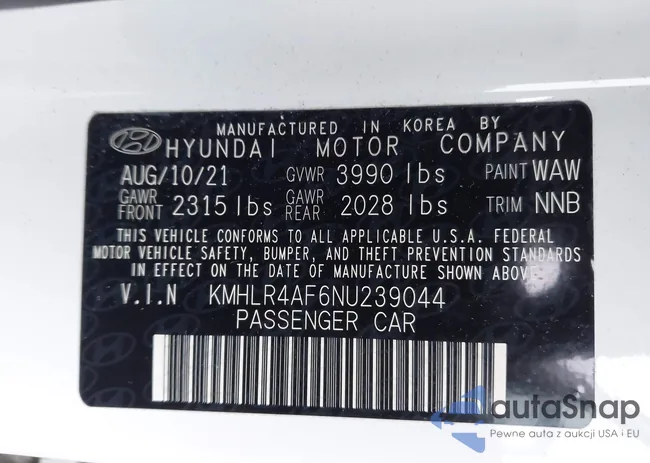 MANUFACTURED IN KOREA BY
HYUNDAI MOTOR COMPANY
AUG/10/21 GVWR 3990 lbs PAINT WAW
GAWR FRONT 2315 lbs GAWR REAR 2028 lbs TRIM NNB
THIS VEHICLE CONFORMS TO ALL APPLICABLE U.S.A. FEDERAL
MOTOR VEHICLE SAFETY, BUMPER, AND THEFT PREVENTION STANDARDS
IN EFFECT ON THE DATE OF MANUFACTURE SHOWN ABOVE.
V.I.N KMHLR4AF6NU239044
PASSENGER CAR
autaSnap
Pewne auta z aukcji USA i EU